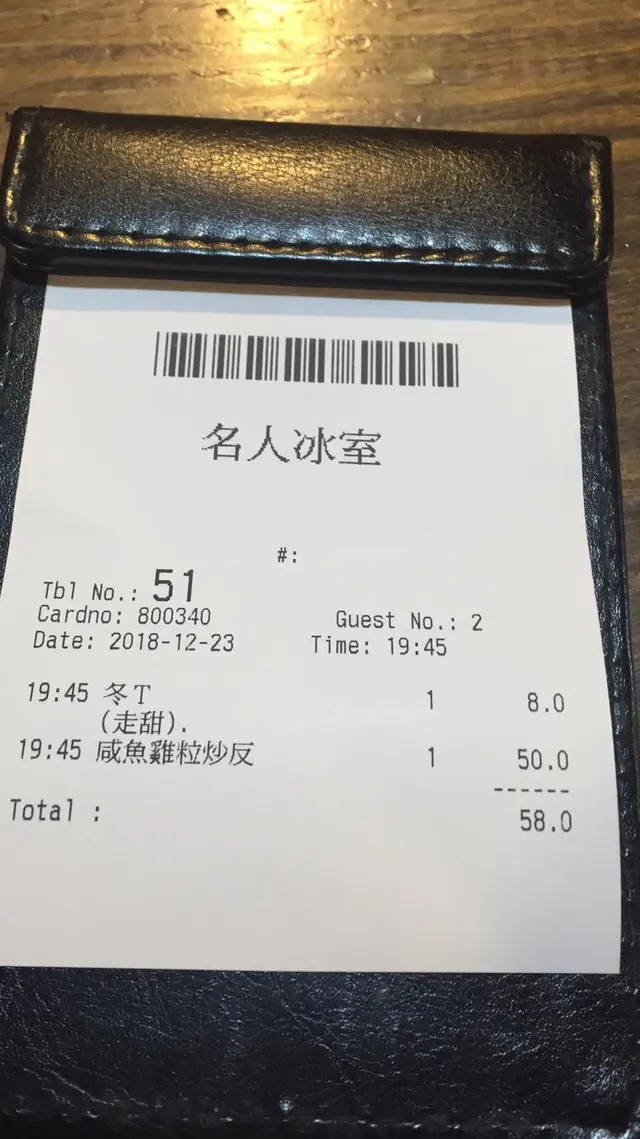 名人冰室
#:
Tbl No.: 51
Cardno: 800340 Guest No.: 2
Date: 2018-12-23 Time: 19:45
19:45 冬T 1 8.0
(走甜).
19:45 咸魚雞粒炒反 1 50.0
------
Total : 58.0